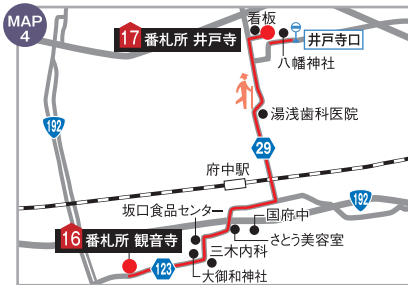 MAP
4
看板
17 番札所 井戸寺
井戸寺口
八幡神社
湯浅歯科医院
192
29
府中駅
192
坂口食品センター
国府中
さとう美容室
16 番札所 観音寺
三木内科
123
大御和神社